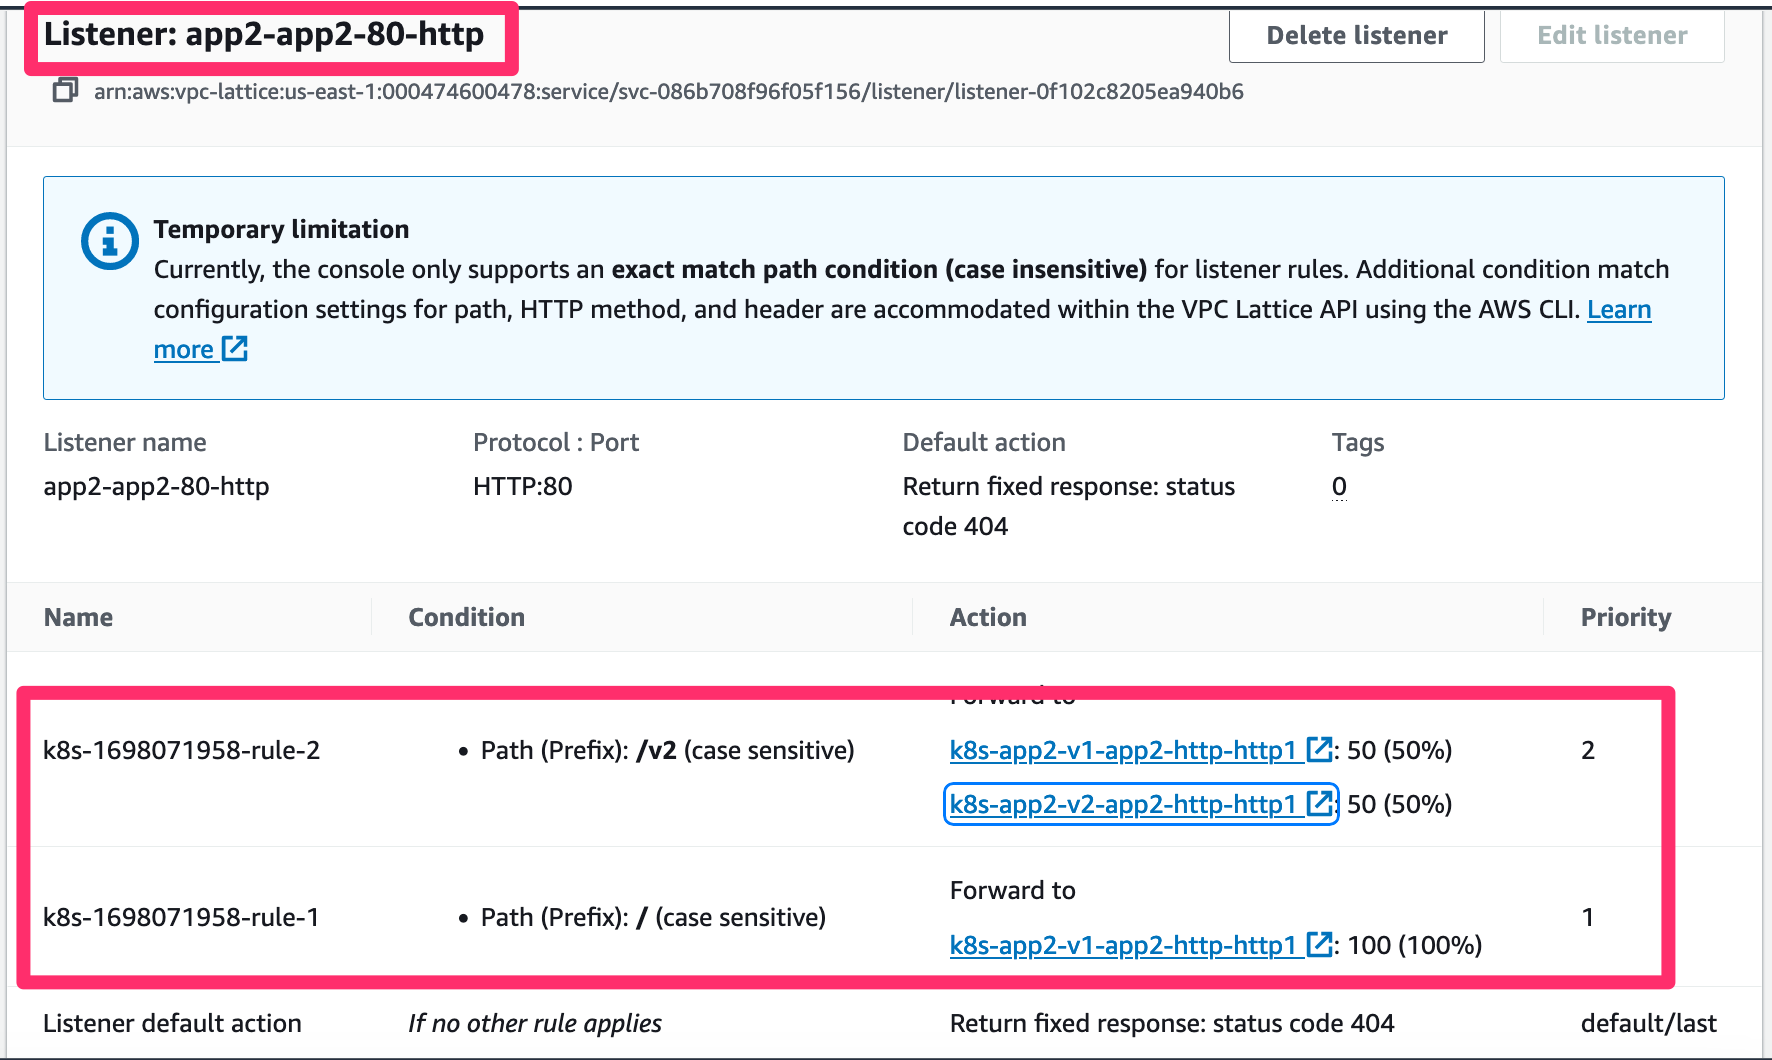 Listener: app2-app2-80-http
Delete listener
Edit listener
arn:aws:vpc-lattice:us-east-1:000474600478:service/svc-086b708f96f05f156/listener/listener-0f102c8205ea940b6
Temporary limitation
Currently, the console only supports an exact match path condition (case insensitive) for listener rules. Additional condition match
configuration settings for path, HTTP method, and header are accommodated within the VPC Lattice API using the AWS CLI. Learn
more
Listener name
app2-app2-80-http
Protocol : Port
HTTP:80
Default action
Return fixed response: status
code 404
Tags
0
Name Condition Action Priority
Forward to
k8s-1698071958-rule-2 • Path (Prefix): /v2 (case sensitive) k8s-app2-v1-app2-http-http1 : 50 (50%) 2
k8s-app2-v2-app2-http-http1 : 50 (50%)
Forward to
k8s-1698071958-rule-1 • Path (Prefix): / (case sensitive) 1
k8s-app2-v1-app2-http-http1 : 100 (100%)
Listener default action If no other rule applies Return fixed response: status code 404 default/last